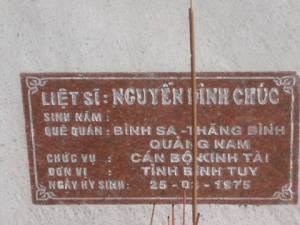 LIỆT SĨ: NGUYỄN ĐÌNH CHÚC
SINH NĂM :
QUÊ QUÁN: BÌNH SA-THĂNG BÌNH
QUẢNG NAM
CHỨC VỤ : CÁN BỘ KINH TÀI
ĐƠN VỊ : TỈNH BÌNH TUY
NGÀY HY SINH: 25- -1975